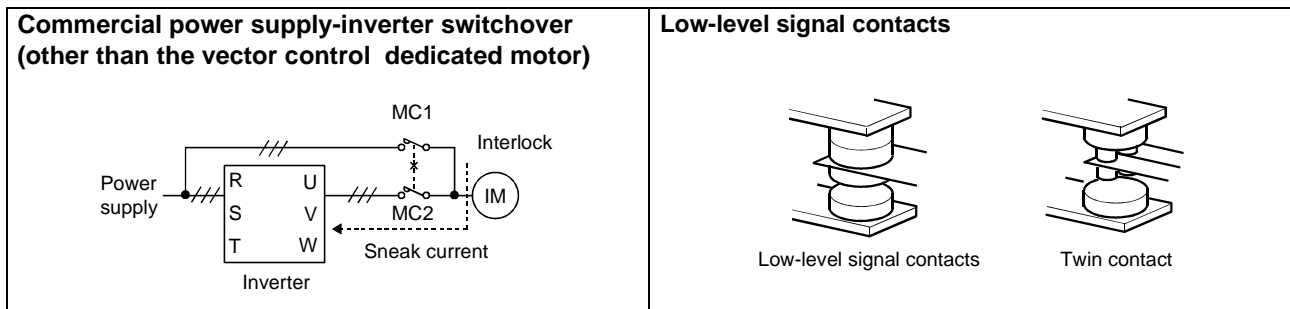 Commercial power supply-inverter switchover
(other than the vector control dedicated motor)
MC1
Interlock
Power
supply
R
U
IM
S
V
MC2
T
W
Sneak current
Inverter
Low-level signal contacts
Low-level signal contacts
Twin contact